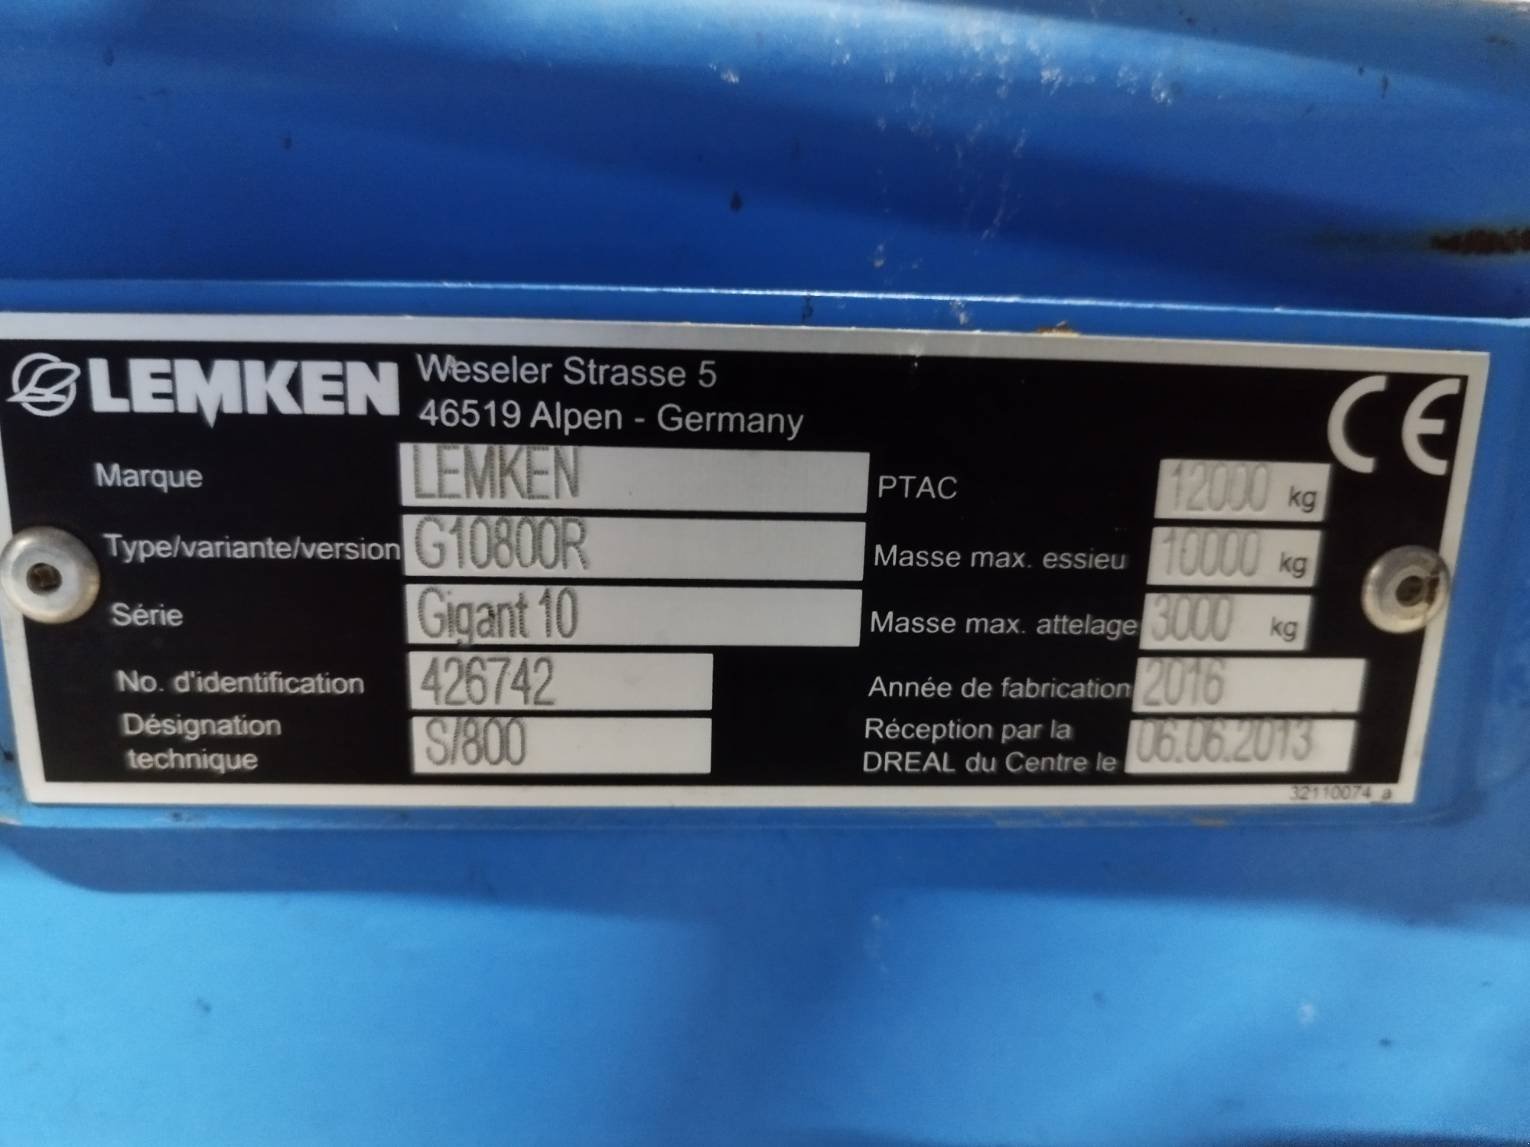 LEMKEN
Weseler Strasse 5
46519 Alpen - Germany
CE
Marque LEMKEN
Type/variante/version G10800R
Série Gigant 10
No. d'identification 426742
Désignation
technique S/800
PTAC 12000 kg
Masse max. essieu 10000 kg
Masse max. attelage 3000 kg
Année de fabrication 2016
Réception par la
DREAL du Centre le 06.06.2013
32110074_a